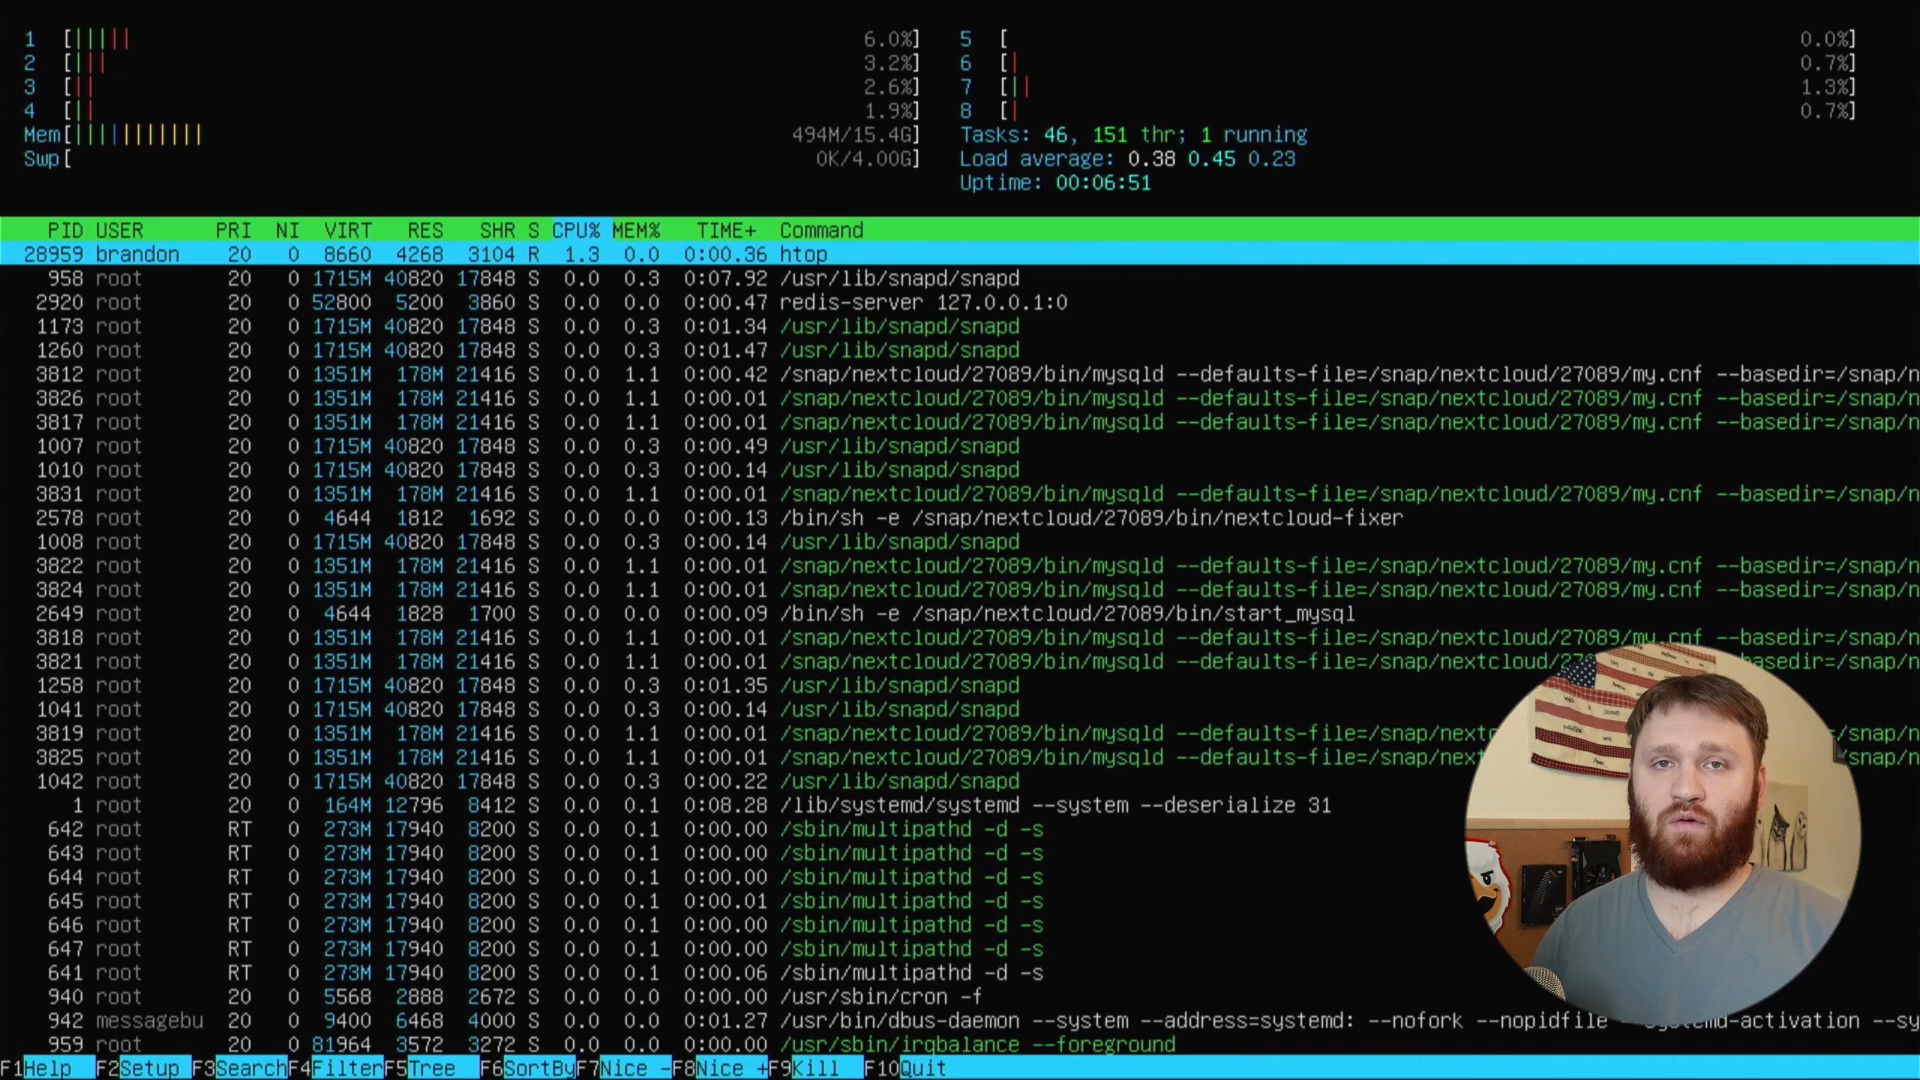 1 [||||| 6.0%] 5 [ 0.0%]
2 [||| 3.2%] 6 [| 0.7%]
3 [|| 2.6%] 7 [|| 1.3%]
4 [|| 1.9%] 8 [| 0.7%]
Mem[||||||||||| 494M/15.4G] Tasks: 46, 151 thr; 1 running
Swp[ 0K/4.00G] Load average: 0.38 0.45 0.23
Uptime: 00:06:51
PID USER PRI NI VIRT RES SHR S CPU% MEM% TIME+ Command
28959 brandon 20 0 8660 4268 3104 R 1.3 0.0 0:00.36 htop
958 root 20 0 1715M 40820 17848 S 0.0 0.3 0:07.92 /usr/lib/snapd/snapd
2920 root 20 0 52800 5200 3860 S 0.0 0.0 0:00.47 redis-server 127.0.0.1:0
1173 root 20 0 1715M 40820 17848 S 0.0 0.3 0:01.34 /usr/lib/snapd/snapd
1260 root 20 0 1715M 40820 17848 S 0.0 0.3 0:01.47 /usr/lib/snapd/snapd
3812 root 20 0 1351M 178M 21416 S 0.0 1.1 0:00.42 /snap/nextcloud/27089/bin/mysqld --defaults-file=/snap/nextcloud/27089/my.cnf --basedir=/snap/n
3826 root 20 0 1351M 178M 21416 S 0.0 1.1 0:00.01 /snap/nextcloud/27089/bin/mysqld --defaults-file=/snap/nextcloud/27089/my.cnf --basedir=/snap/n
3817 root 20 0 1351M 178M 21416 S 0.0 1.1 0:00.01 /snap/nextcloud/27089/bin/mysqld --defaults-file=/snap/nextcloud/27089/my.cnf --basedir=/snap/n
1007 root 20 0 1715M 40820 17848 S 0.0 0.3 0:00.49 /usr/lib/snapd/snapd
1010 root 20 0 1715M 40820 17848 S 0.0 0.3 0:00.14 /usr/lib/snapd/snapd
3831 root 20 0 1351M 178M 21416 S 0.0 1.1 0:00.01 /snap/nextcloud/27089/bin/mysqld --defaults-file=/snap/nextcloud/27089/my.cnf --basedir=/snap/n
2578 root 20 0 4644 1812 1692 S 0.0 0.0 0:00.13 /bin/sh -e /snap/nextcloud/27089/bin/nextcloud-fixer
1008 root 20 0 1715M 40820 17848 S 0.0 0.3 0:00.14 /usr/lib/snapd/snapd
3822 root 20 0 1351M 178M 21416 S 0.0 1.1 0:00.01 /snap/nextcloud/27089/bin/mysqld --defaults-file=/snap/nextcloud/27089/my.cnf --basedir=/snap/n
3824 root 20 0 1351M 178M 21416 S 0.0 1.1 0:00.01 /snap/nextcloud/27089/bin/mysqld --defaults-file=/snap/nextcloud/27089/my.cnf --basedir=/snap/n
2649 root 20 0 4644 1828 1700 S 0.0 0.0 0:00.09 /bin/sh -e /snap/nextcloud/27089/bin/start_mysql
3818 root 20 0 1351M 178M 21416 S 0.0 1.1 0:00.01 /snap/nextcloud/27089/bin/mysqld --defaults-file=/snap/nextcloud/27089/my.cnf --basedir=/snap/n
3821 root 20 0 1351M 178M 21416 S 0.0 1.1 0:00.01 /snap/nextcloud/27089/bin/mysqld --defaults-file=/snap/nextcloud/2 basedir=/snap/n
1258 root 20 0 1715M 40820 17848 S 0.0 0.3 0:01.35 /usr/lib/snapd/snapd
1041 root 20 0 1715M 40820 17848 S 0.0 0.3 0:00.14 /usr/lib/snapd/snapd
3819 root 20 0 1351M 178M 21416 S 0.0 1.1 0:00.01 /snap/nextcloud/27089/bin/mysqld --defaults-file=/snap/next =/snap/n
3825 root 20 0 1351M 178M 21416 S 0.0 1.1 0:00.01 /snap/nextcloud/27089/bin/mysqld --defaults-file=/snap/nex /snap/n
1042 root 20 0 1715M 40820 17848 S 0.0 0.3 0:00.22 /usr/lib/snapd/snapd
1 root 20 0 164M 12796 8412 S 0.0 0.1 0:08.28 /lib/systemd/systemd --system --deserialize 31
642 root RT 0 273M 17940 8200 S 0.0 0.1 0:00.00 /sbin/multipathd -d -s
643 root RT 0 273M 17940 8200 S 0.0 0.1 0:00.00 /sbin/multipathd -d -s
644 root RT 0 273M 17940 8200 S 0.0 0.1 0:00.00 /sbin/multipathd -d -s
645 root RT 0 273M 17940 8200 S 0.0 0.1 0:00.01 /sbin/multipathd -d -s
646 root RT 0 273M 17940 8200 S 0.0 0.1 0:00.00 /sbin/multipathd -d -s
647 root RT 0 273M 17940 8200 S 0.0 0.1 0:00.00 /sbin/multipathd -d -s
641 root RT 0 273M 17940 8200 S 0.0 0.1 0:00.06 /sbin/multipathd -d -s
940 root 20 0 5568 2888 2672 S 0.0 0.0 0:00.00 /usr/sbin/cron -f
942 messagebu 20 0 9400 6468 4000 S 0.0 0.0 0:01.27 /usr/bin/dbus-daemon --system --address=systemd: --nofork --nopidfile --systemd-activation --sy
959 root 20 0 81964 3572 3272 S 0.0 0.0 0:00.00 /usr/sbin/irqbalance --foreground
F1Help F2Setup F3SearchF4FilterF5Tree F6SortByF7Nice -F8Nice +F9Kill F10Quit